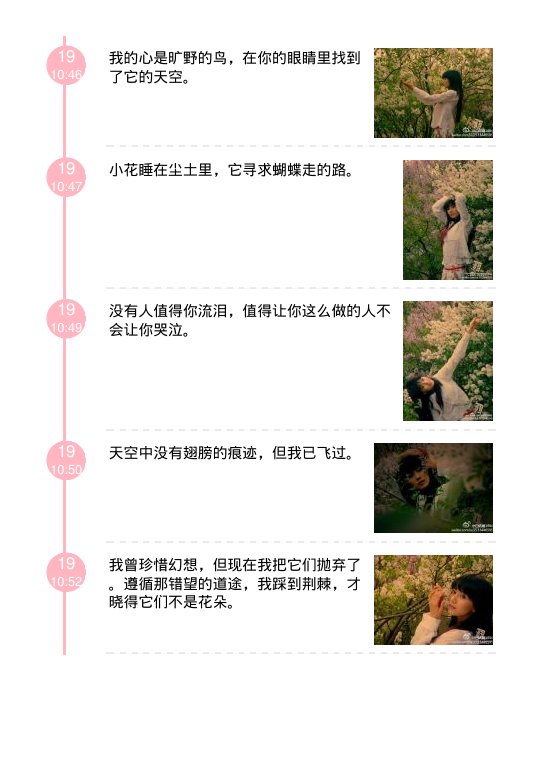 19
10:46
我的心是旷野的鸟，在你的眼睛里找到
了它的天空。
19
10:47
小花睡在尘土里，它寻求蝴蝶走的路。
19
10:49
没有人值得你流泪，值得让你这么做的人不
会让你哭泣。
19
10:50
天空中没有翅膀的痕迹，但我已飞过。
19
10:52
我曾珍惜幻想，但现在我把它们抛弃了
。遵循那错望的道途，我踩到荆棘，才
晓得它们不是花朵。